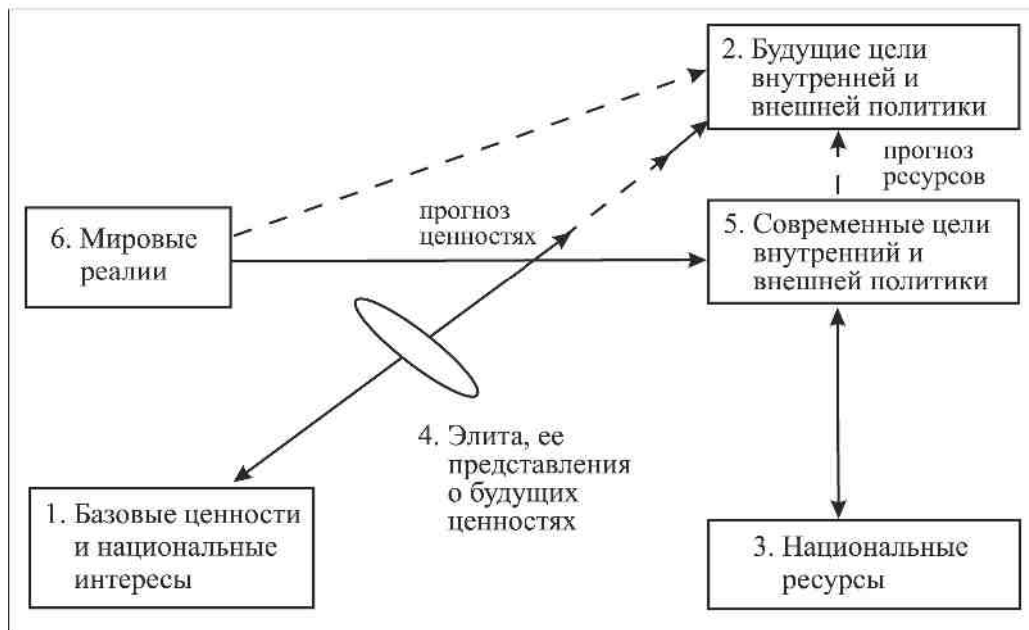 2. Будущие цели
внутренней и
внешней политики
прогноз
ресурсов
прогноз
ценностях
6. Мировые
реалии
5. Современные цели
внутренний и
внешней политики
4. Элита, ее
представления
о будущих
ценностях
1. Базовые ценности
и национальные
интересы
3. Национальные
ресурсы